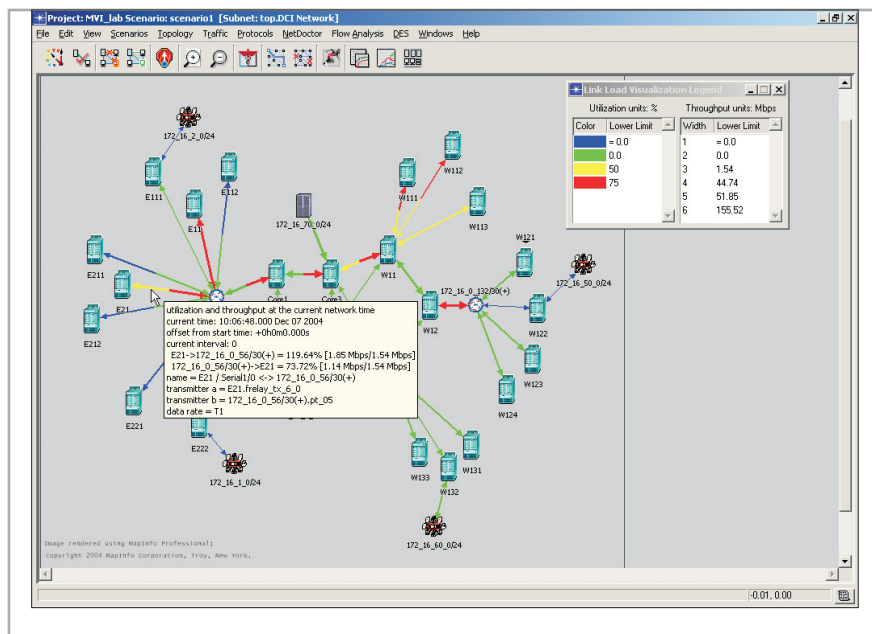 Project: MVI_lab Scenario: scenario1 [Subnet: top.DCI Network]
File Edit View Scenarios Topology Traffic Protocols NetDoctor Flow Analysis DES Windows Help
Link Load Visualization Legend
Utilization units: % Throughput units: Mbps
Color Lower Limit Width Lower Limit
= 0.0 1 = 0.0
0.0 2 0.0
50 3 1.54
75 4 44.74
5 51.85
6 155.52
172_16_2_0/24
E111
E112
E11
172_16_70_0/24
W111
W112
W113
W121
E211
E21
E212
Core1
Core3
W11
172_16_0_132/30(+)
172_16_50_0/24
W12
W122
W123
W124
utilization and throughput at the current network time
current time: 10:06:48.000 Dec 07 2004
offset from start time: +0h0m0.000s
current interval: 0
E21->172_16_0_56/30(+) = 119.64% [1.85 Mbps/1.54 Mbps]
172_16_0_56/30(+)->E21 = 73.72% [1.14 Mbps/1.54 Mbps]
name = E21 / Serial1/0 <-> 172_16_0_56/30(+)
transmitter a = E21.frelay_tx_6_0
transmitter b = 172_16_0_56/30(+).pt_05
data rate = T1
E221
E222
172_16_1_0/24
W133
W132
W131
172_16_60_0/24
Image rendered using MapInfo Professional;
Copyright 2004 MapInfo Corporation, Troy, New York.
-0.01, 0.00